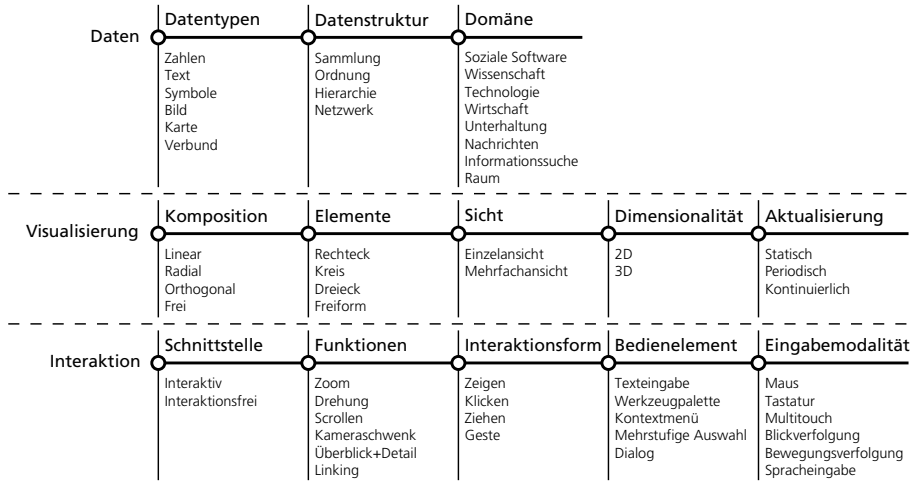 Daten
Datentypen
Zahlen
Text
Symbole
Bild
Karte
Verbund
Datenstruktur
Sammlung
Ordnung
Hierarchie
Netzwerk
Domäne
Soziale Software
Wissenschaft
Technologie
Wirtschaft
Unterhaltung
Nachrichten
Informationssuche
Raum
Visualisierung
Komposition
Linear
Radial
Orthogonal
Frei
Elemente
Rechteck
Kreis
Dreieck
Freiform
Sicht
Einzelansicht
Mehrfachansicht
Dimensionalität
2D
3D
Aktualisierung
Statisch
Periodisch
Kontinuierlich
Interaktion
Schnittstelle
Interaktiv
Interaktionsfrei
Funktionen
Zoom
Drehung
Scrollen
Kameraschwenk
Überblick+Detail
Linking
Interaktionsform
Zeigen
Klicken
Ziehen
Geste
Bedienelement
Texteingabe
Werkzeugpalette
Kontextmenü
Mehrstufige Auswahl
Dialog
Eingabemodalität
Maus
Tastatur
Multitouch
Blickverfolgung
Bewegungsverfolgung
Spracheingabe